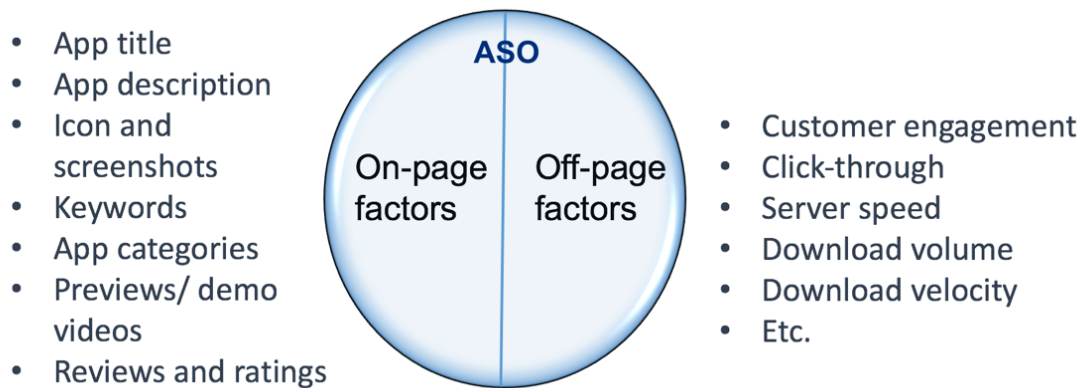 ASO
• App title
• App description
• Icon and
screenshots
• Keywords
• App categories
• Previews/ demo
videos
• Reviews and ratings
On-page
factors
Off-page
factors
• Customer engagement
• Click-through
• Server speed
• Download volume
• Download velocity
• Etc.